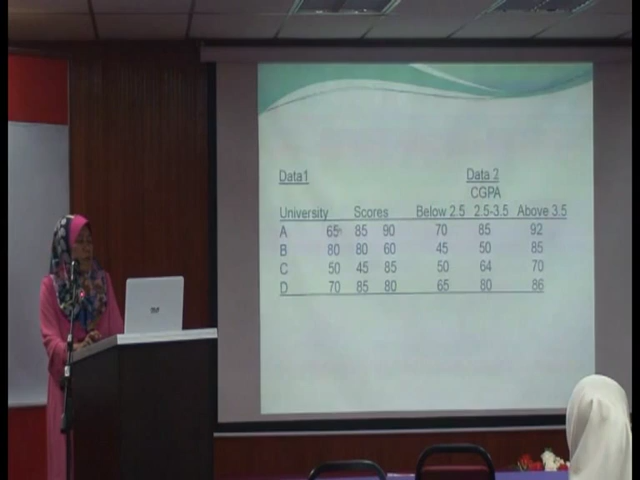 Data1 Data 2
CGPA
University Scores Below 2.5 2.5-3.5 Above 3.5
A 65 85 90 70 85 92
B 80 80 60 45 50 85
C 50 45 85 50 64 70
D 70 85 80 65 80 86